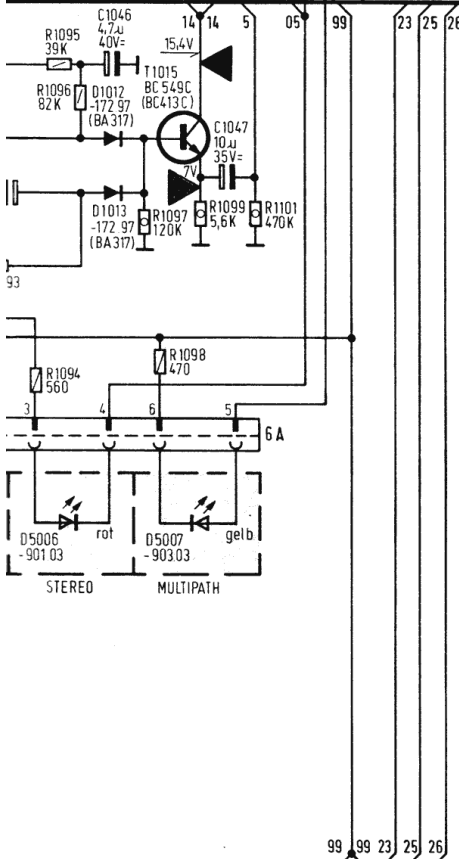 14 14 5 05 99 23 25 26
C1046
4,7µ
40V=
R1095
39K
15,4V
T1015
BC 549C
(BC413C)
R1096
82K
D1012
-172 97
(BA317)
C1047
10µ
35V=
7V
D1013
-172 97
(BA317)
R1097
120K
R1099
5,6K
R1101
470K
93
R1094
560
R1098
470
3 4 6 5
6A
D5006
-901 03
rot
D5007
-903.03
gelb
STEREO MULTIPATH
99 99 23 25 26